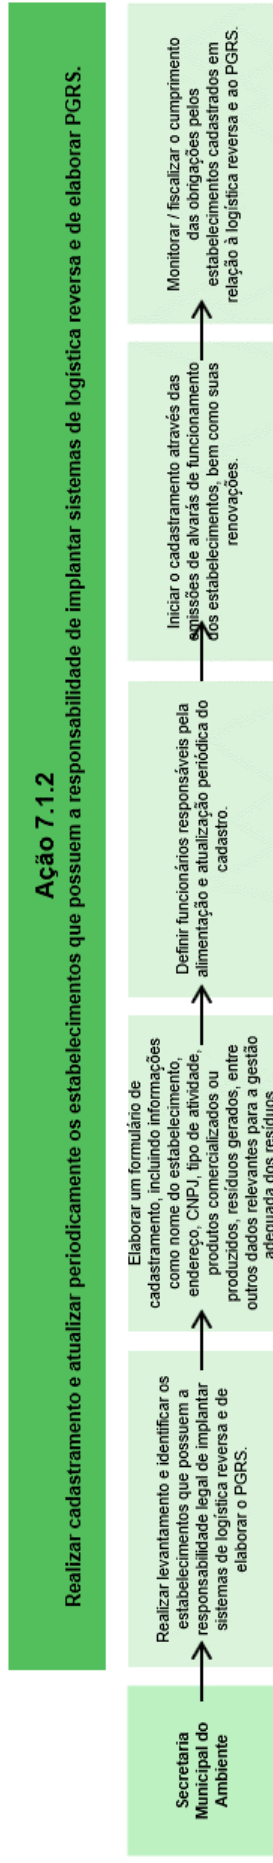 Ação 7.1.2
Realizar cadastramento e atualizar periodicamente os estabelecimentos que possuem a responsabilidade de implantar sistemas de logística reversa e de elaborar PGRS.
Secretaria
Municipal do
Ambiente
Realizar levantamento e identificar os
estabelecimentos que possuem a
responsabilidade legal de implantar
sistemas de logística reversa e de
elaborar o PGRS.
Elaborar um formulário de
cadastramento, incluindo informações
como nome do estabelecimento,
endereço, CNPJ, tipo de atividade,
produtos comercializados ou
produzidos, resíduos gerados, entre
outros dados relevantes para a gestão
adequada dos resíduos
Definir funcionários responsáveis pela
alimentação e atualização periódica do
cadastro.
Iniciar o cadastramento através das
emissões de alvarás de funcionamento
dos estabelecimentos, bem como suas
renovações.
Monitorar / fiscalizar o cumprimento
das obrigações pelos
estabelecimentos cadastrados em
relação à logística reversa e ao PGRS.